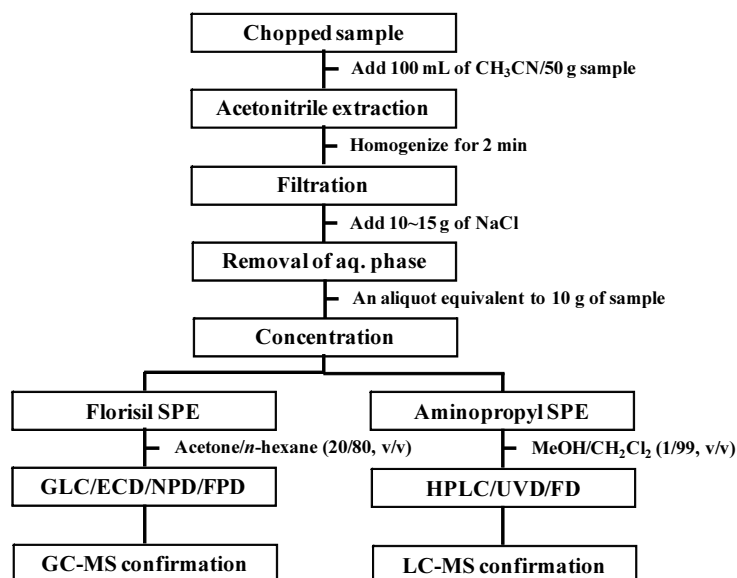 Chopped sample
Add 100 mL of CH₃CN/50 g sample
Acetonitrile extraction
Homogenize for 2 min
Filtration
Add 10~15 g of NaCl
Removal of aq. phase
An aliquot equivalent to 10 g of sample
Concentration
Florisil SPE
Aminopropyl SPE
Acetone/n-hexane (20/80, v/v)
MeOH/CH₂Cl₂ (1/99, v/v)
GLC/ECD/NPD/FPD
HPLC/UVD/FD
GC-MS confirmation
LC-MS confirmation